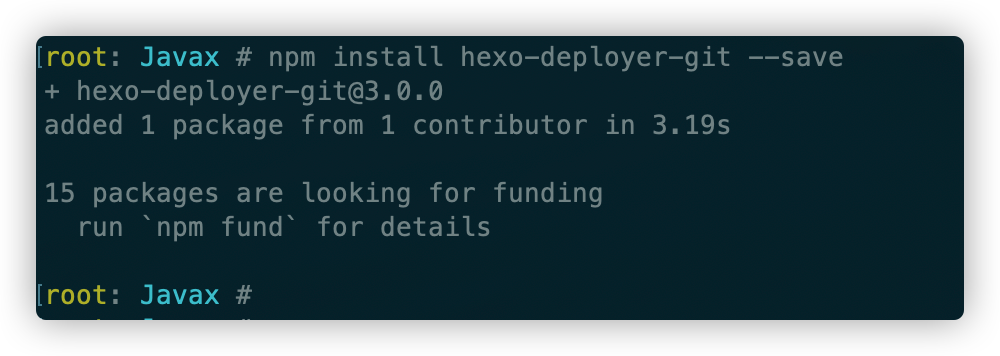 [root: Javax # npm install hexo-deployer-git --save
+ hexo-deployer-git@3.0.0
added 1 package from 1 contributor in 3.19s
15 packages are looking for funding
run `npm fund` for details
[root: Javax #